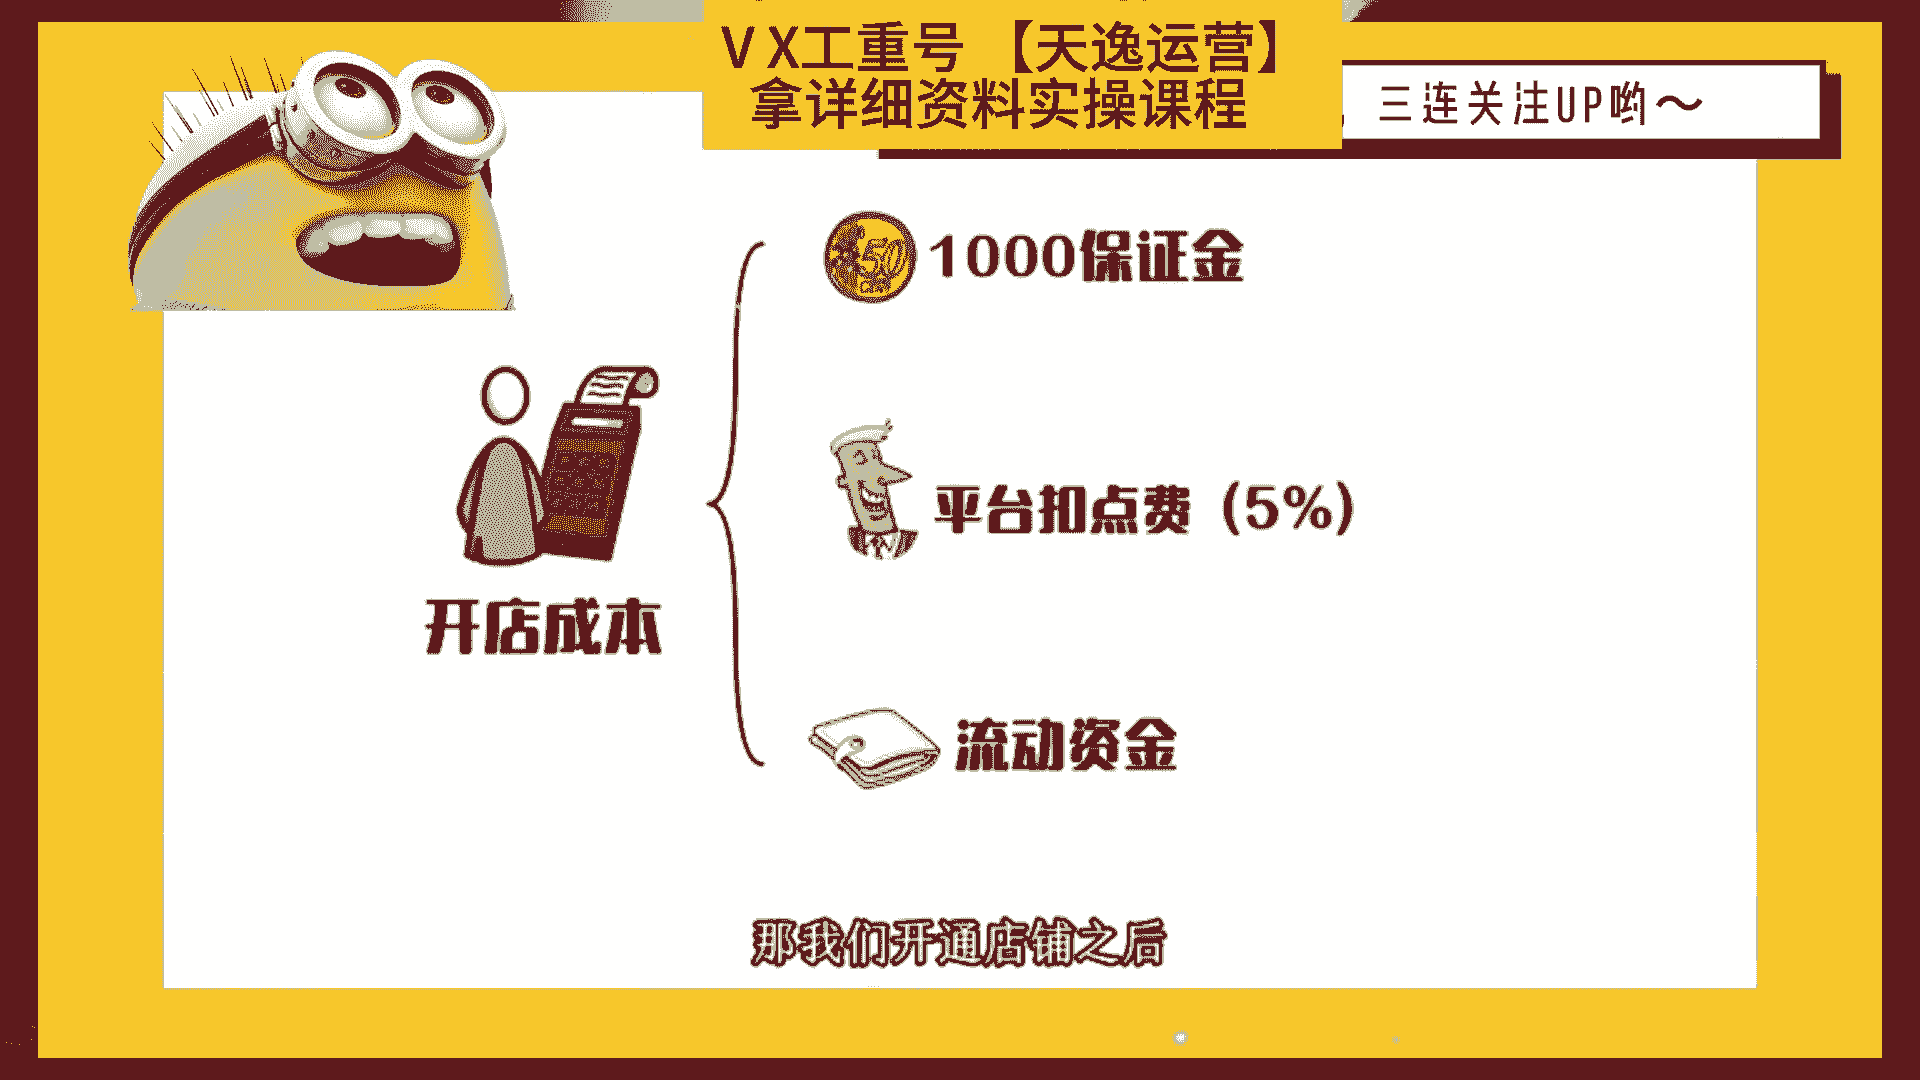 VX工重号【天逸运营】
拿详细资料实操课程
三连关注UP哟～
1000保证金
平台扣点费（5%）
开店成本
流动资金
那我们开通店铺之后